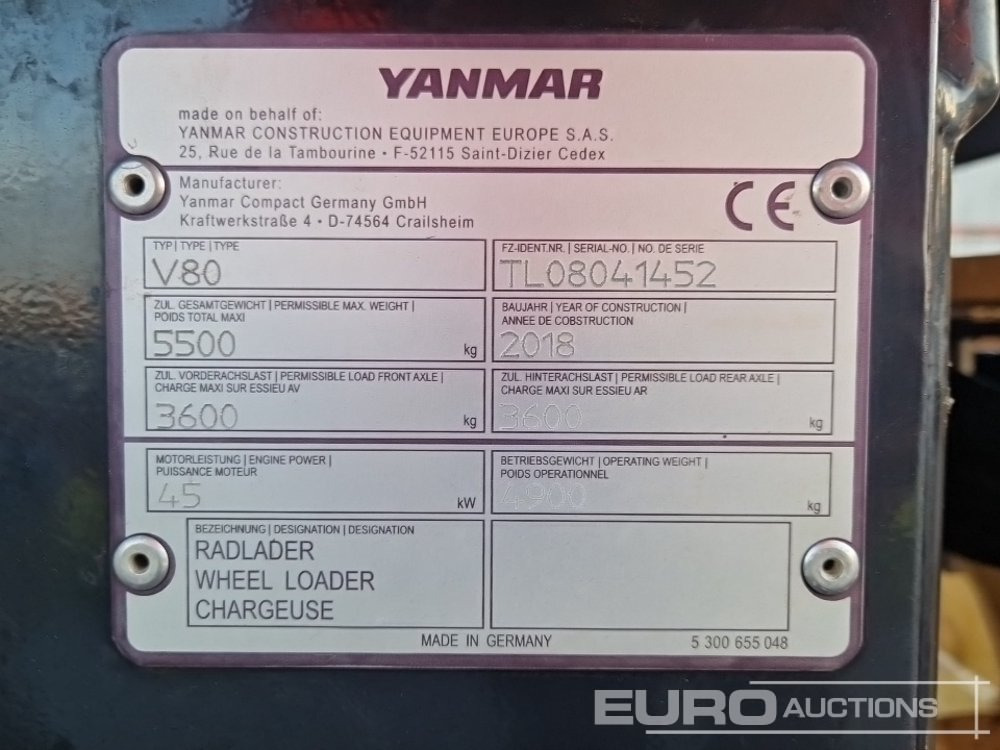 YANMAR
made on behalf of:
YANMAR CONSTRUCTION EQUIPMENT EUROPE S.A.S.
25, Rue de la Tambourine • F-52115 Saint-Dizier Cedex
Manufacturer:
Yanmar Compact Germany GmbH
Kraftwerkstraße 4 • D-74564 Crailsheim
CE
TYP | TYPE | TYPE
V80
FZ-IDENT.NR. | SERIAL-NO. | NO. DE SERIE
TL08041452
ZUL. GESAMTGEWICHT | PERMISSIBLE MAX. WEIGHT |
POIDS TOTAL MAXI
5500 kg
BAUJAHR | YEAR OF CONSTRUCTION |
ANNEE DE COBSTRUCTION
2018
ZUL. VORDERACHSLAST | PERMISSIBLE LOAD FRONT AXLE |
CHARGE MAXI SUR ESSIEU AV
3600 kg
ZUL. HINTERACHSLAST | PERMISSIBLE LOAD REAR AXLE |
CHARGE MAXI SUR ESSIEU AR
3600 kg
MOTORLEISTUNG | ENGINE POWER |
PUISSANCE MOTEUR
45 kW
BETRIEBSGEWICHT | OPERATING WEIGHT |
POIDS OPERATIONNEL
4900 kg
BEZEICHNUNG | DESIGNATION | DESIGNATION
RADLADER
WHEEL LOADER
CHARGEUSE
MADE IN GERMANY
5 300 655 048
EURO AUCTIONS